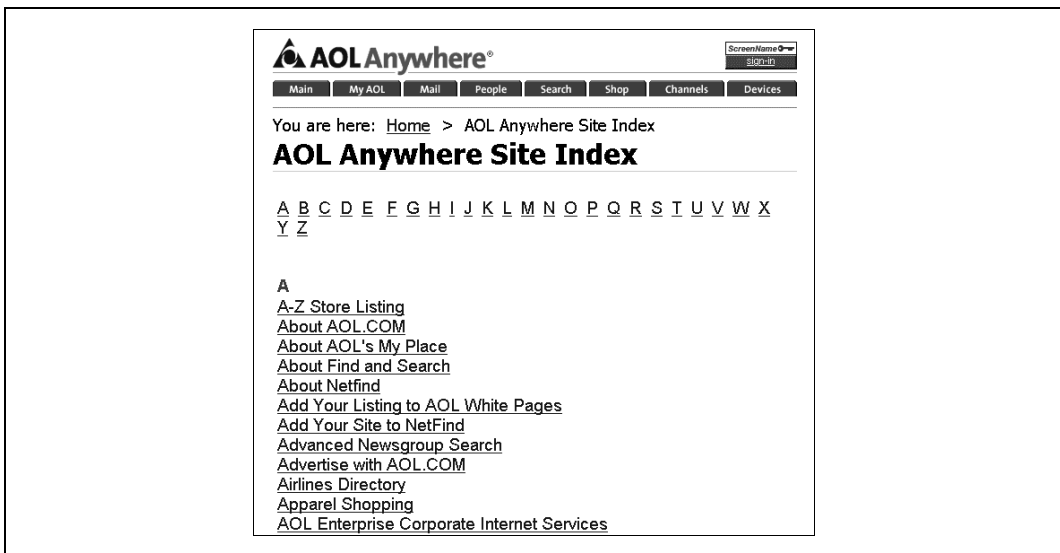 AOL Anywhere®
ScreenName
sign-in
Main My AOL Mail People Search Shop Channels Devices
You are here: Home > AOL Anywhere Site Index
AOL Anywhere Site Index
A B C D E F G H I J K L M N O P Q R S T U V W X
Y Z
A
A-Z Store Listing
About AOL.COM
About AOL's My Place
About Find and Search
About Netfind
Add Your Listing to AOL White Pages
Add Your Site to NetFind
Advanced Newsgroup Search
Advertise with AOL.COM
Airlines Directory
Apparel Shopping
AOL Enterprise Corporate Internet Services